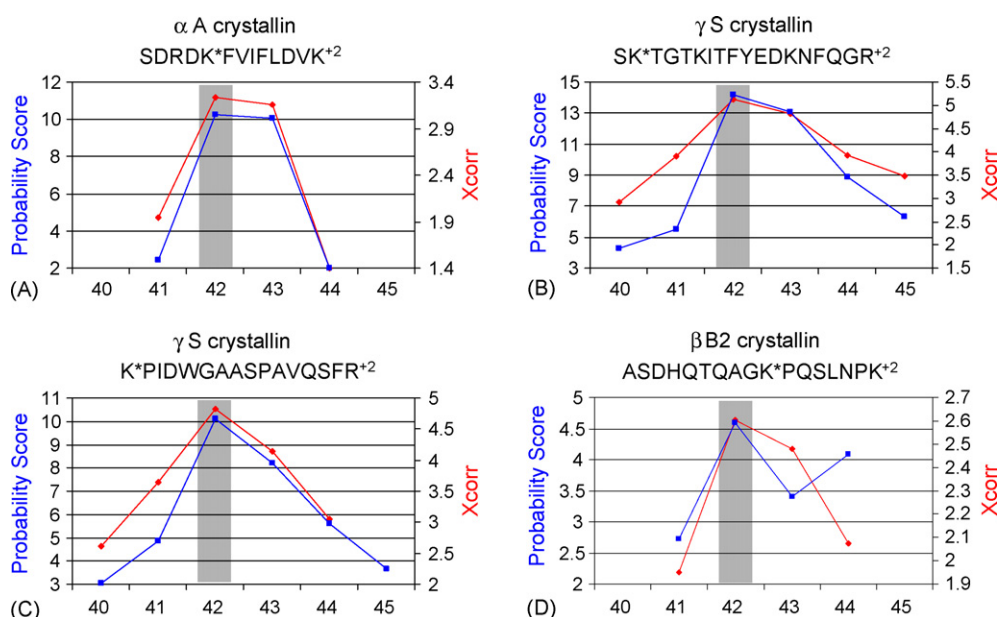 α A crystallin
SDRDK*FVIFLDVK+2
Probability Score
12
10
8
6
4
2
3.4
2.9
2.4
1.9
1.4
Xcorr
(A)
40 41 42 43 44 45
γ S crystallin
SK*TGTKITFYEDKNFQGR+2
Probability Score
15
13
11
9
7
5
3
5.5
5
4.5
4
3.5
3
2.5
2
1.5
Xcorr
(B)
40 41 42 43 44 45
γ S crystallin
K*PIDWGAASPAVQSFR+2
Probability Score
11
10
9
8
7
6
5
4
3
5
4.5
4
3.5
3
2.5
2
Xcorr
(C)
40 41 42 43 44 45
β B2 crystallin
ASDHQTQAGK*PQSLNPK+2
Probability Score
5
4.5
4
3.5
3
2.5
2
2.7
2.6
2.5
2.4
2.3
2.2
2.1
2
1.9
Xcorr
(D)
40 41 42 43 44 45